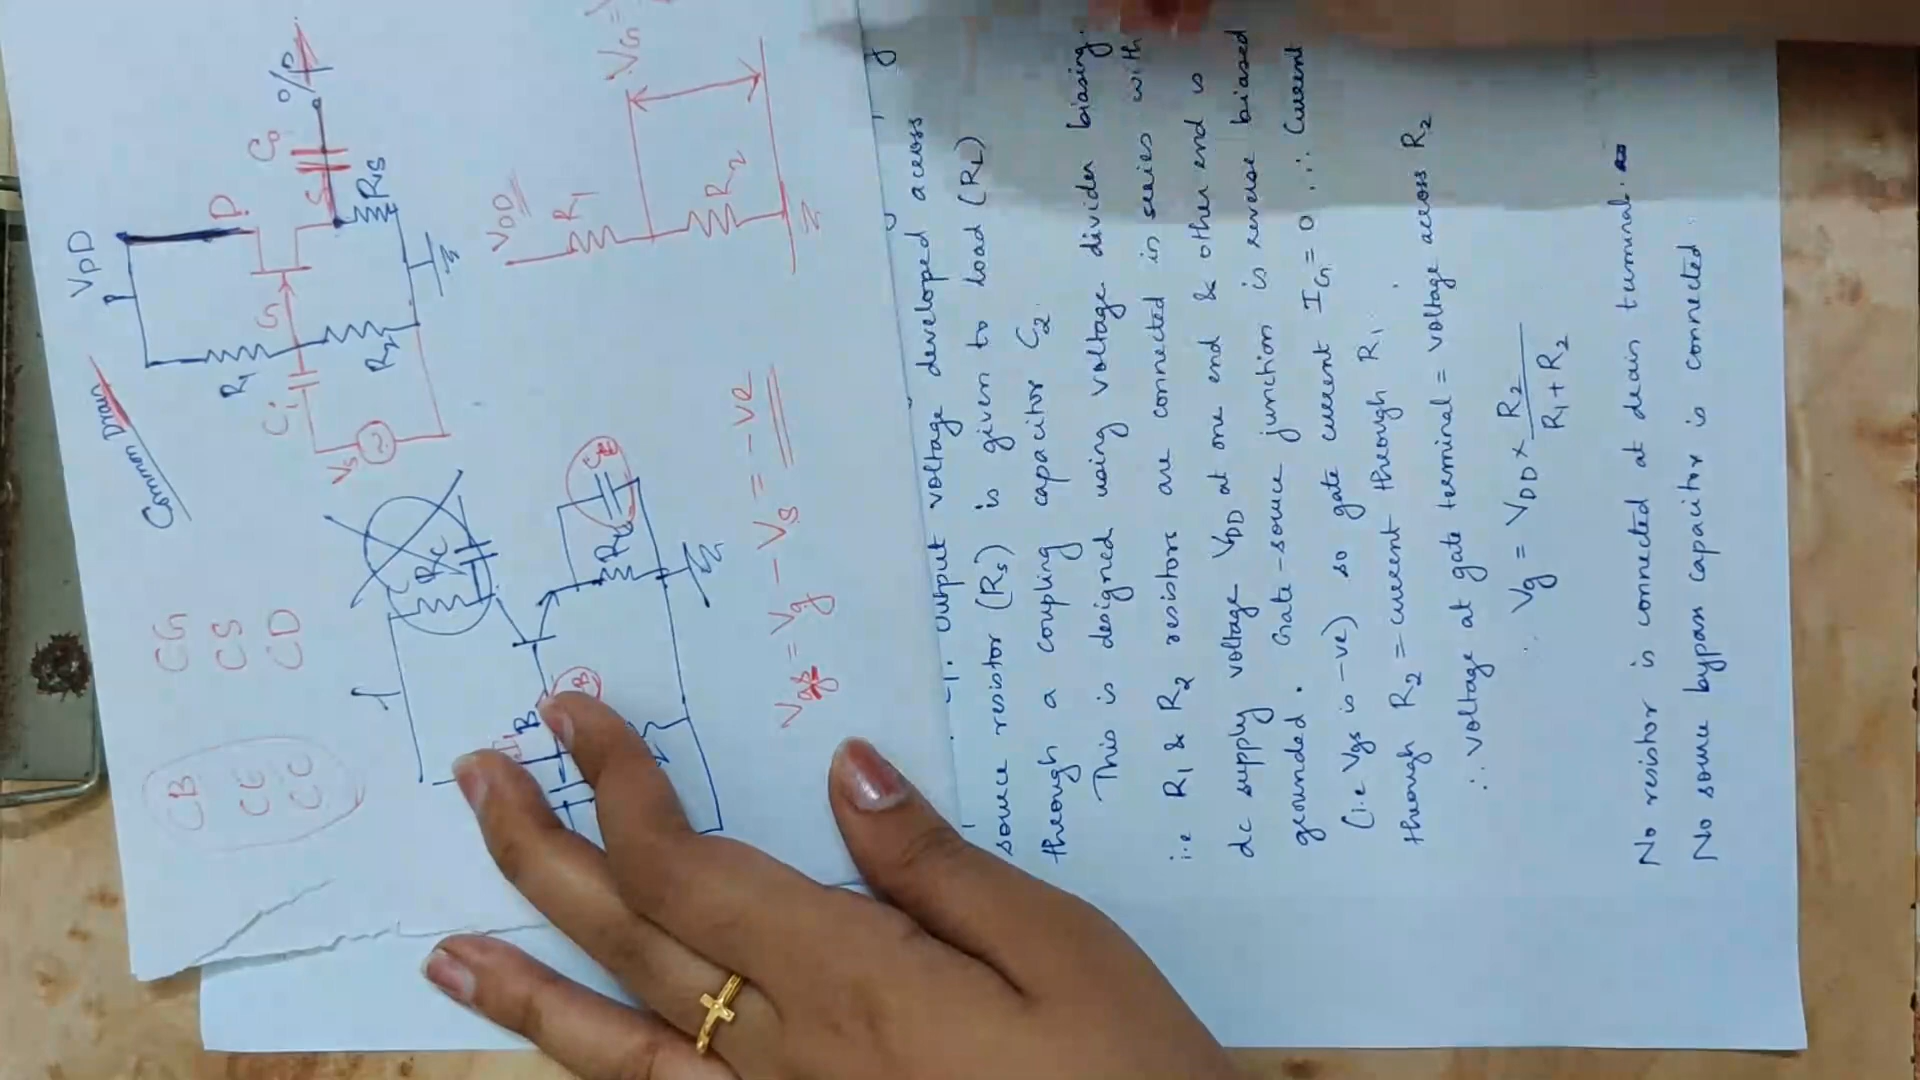 Common Drain
VDD
D
G
S
R1
R2
Rs
Ci
Co
o/p
Vs
VDD
R1
R2
VG =
CG
CS
CD
CB
CE
CC
Rc
B
Vgs = Vg - Vs = -ve
output voltage developed across
source resistor (Rs) is given to load (RL)
through a coupling capacitor C2
This is designed using voltage divider biasing.
i.e R1 & R2 resistors are connected in series with
dc supply voltage VDD at one end & other end is
grounded. Gate-source junction is reverse biased
(i.e Vgs is -ve) so gate current IG = 0 ∴ Current
through R2 = current through R1.
∴ voltage at gate terminal = voltage across R2
∴ Vg = VDD × R2 / R1 + R2
No resistor is connected at drain terminal.
No source bypass capacitor is connected.